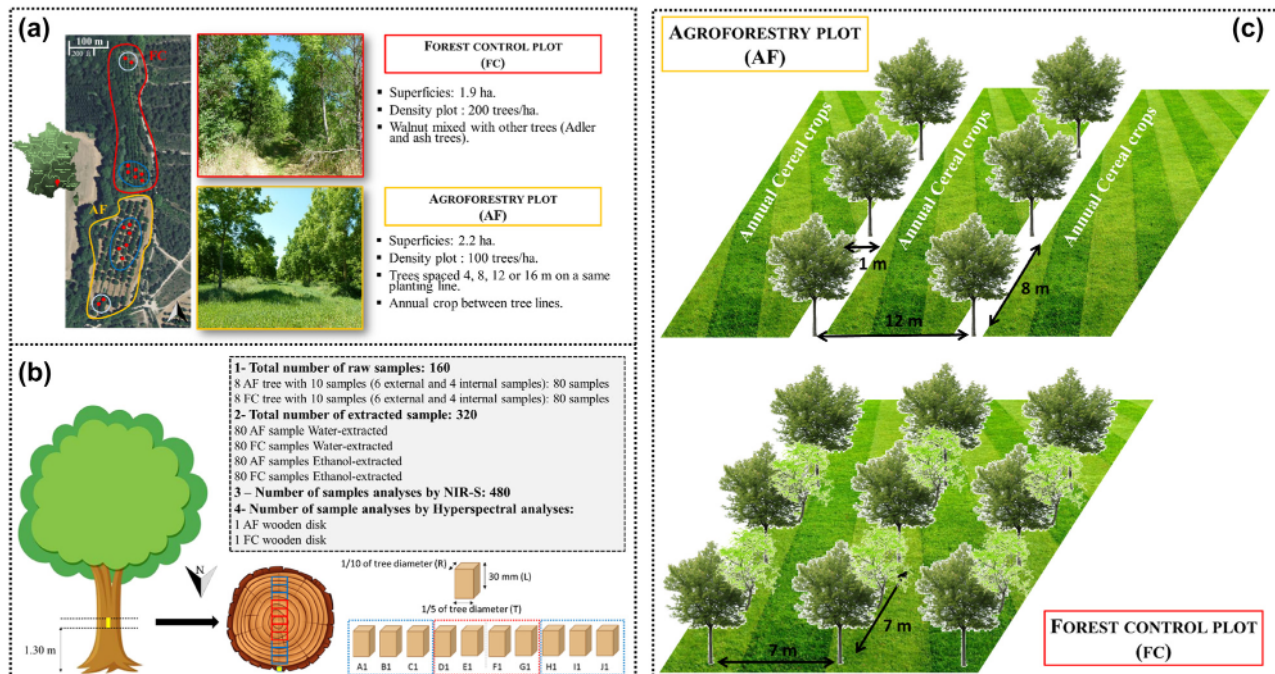 (a)
100 m
200 ft
FC
AF
FOREST CONTROL PLOT
(FC)
▪ Superficies: 1.9 ha.
▪ Density plot : 200 trees/ha.
▪ Walnut mixed with other trees (Adler
and ash trees).
AGROFORESTRY PLOT
(AF)
▪ Superficies: 2.2 ha.
▪ Density plot : 100 trees/ha.
▪ Trees spaced 4, 8, 12 or 16 m on a same
planting line.
▪ Annual crop between tree lines.
(b)
1- Total number of raw samples: 160
8 AF tree with 10 samples (6 external and 4 internal samples): 80 samples
8 FC tree with 10 samples (6 external and 4 internal samples): 80 samples
2- Total number of extracted sample: 320
80 AF sample Water-extracted
80 FC samples Water-extracted
80 AF samples Ethanol-extracted
80 FC samples Ethanol-extracted
3 – Number of samples analyses by NIR-S: 480
4- Number of sample analyses by Hyperspectral analyses:
1 AF wooden disk
1 FC wooden disk
1.30 m
N
1/10 of tree diameter (R)
30 mm (L)
1/5 of tree diameter (T)
A1 B1 C1 D1 E1 F1 G1 H1 I1 J1
(c)
AGROFORESTRY PLOT
(AF)
Annual Cereal crops
Annual Cereal crops
Annual Cereal crops
1 m
8 m
12 m
7 m
7 m
FOREST CONTROL PLOT
(FC)